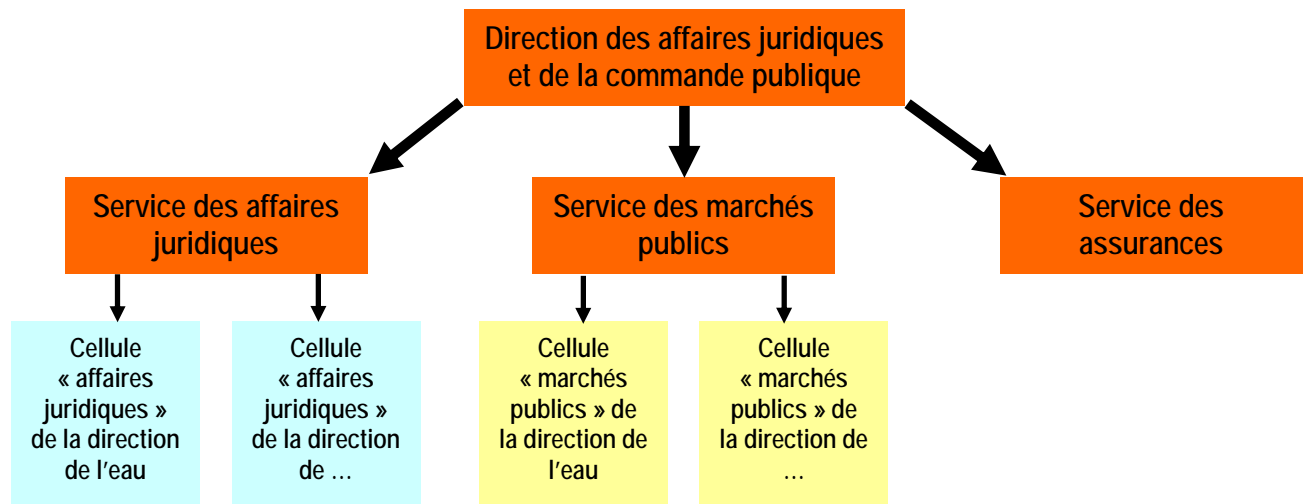 Direction des affaires juridiques
et de la commande publique
Service des affaires
juridiques
Service des marchés
publics
Service des
assurances
Cellule
« affaires
juridiques »
de la direction
de l'eau
Cellule
« affaires
juridiques »
de la direction
de ...
Cellule
« marchés
publics » de
la direction de
l'eau
Cellule
« marchés
publics » de
la direction de
...